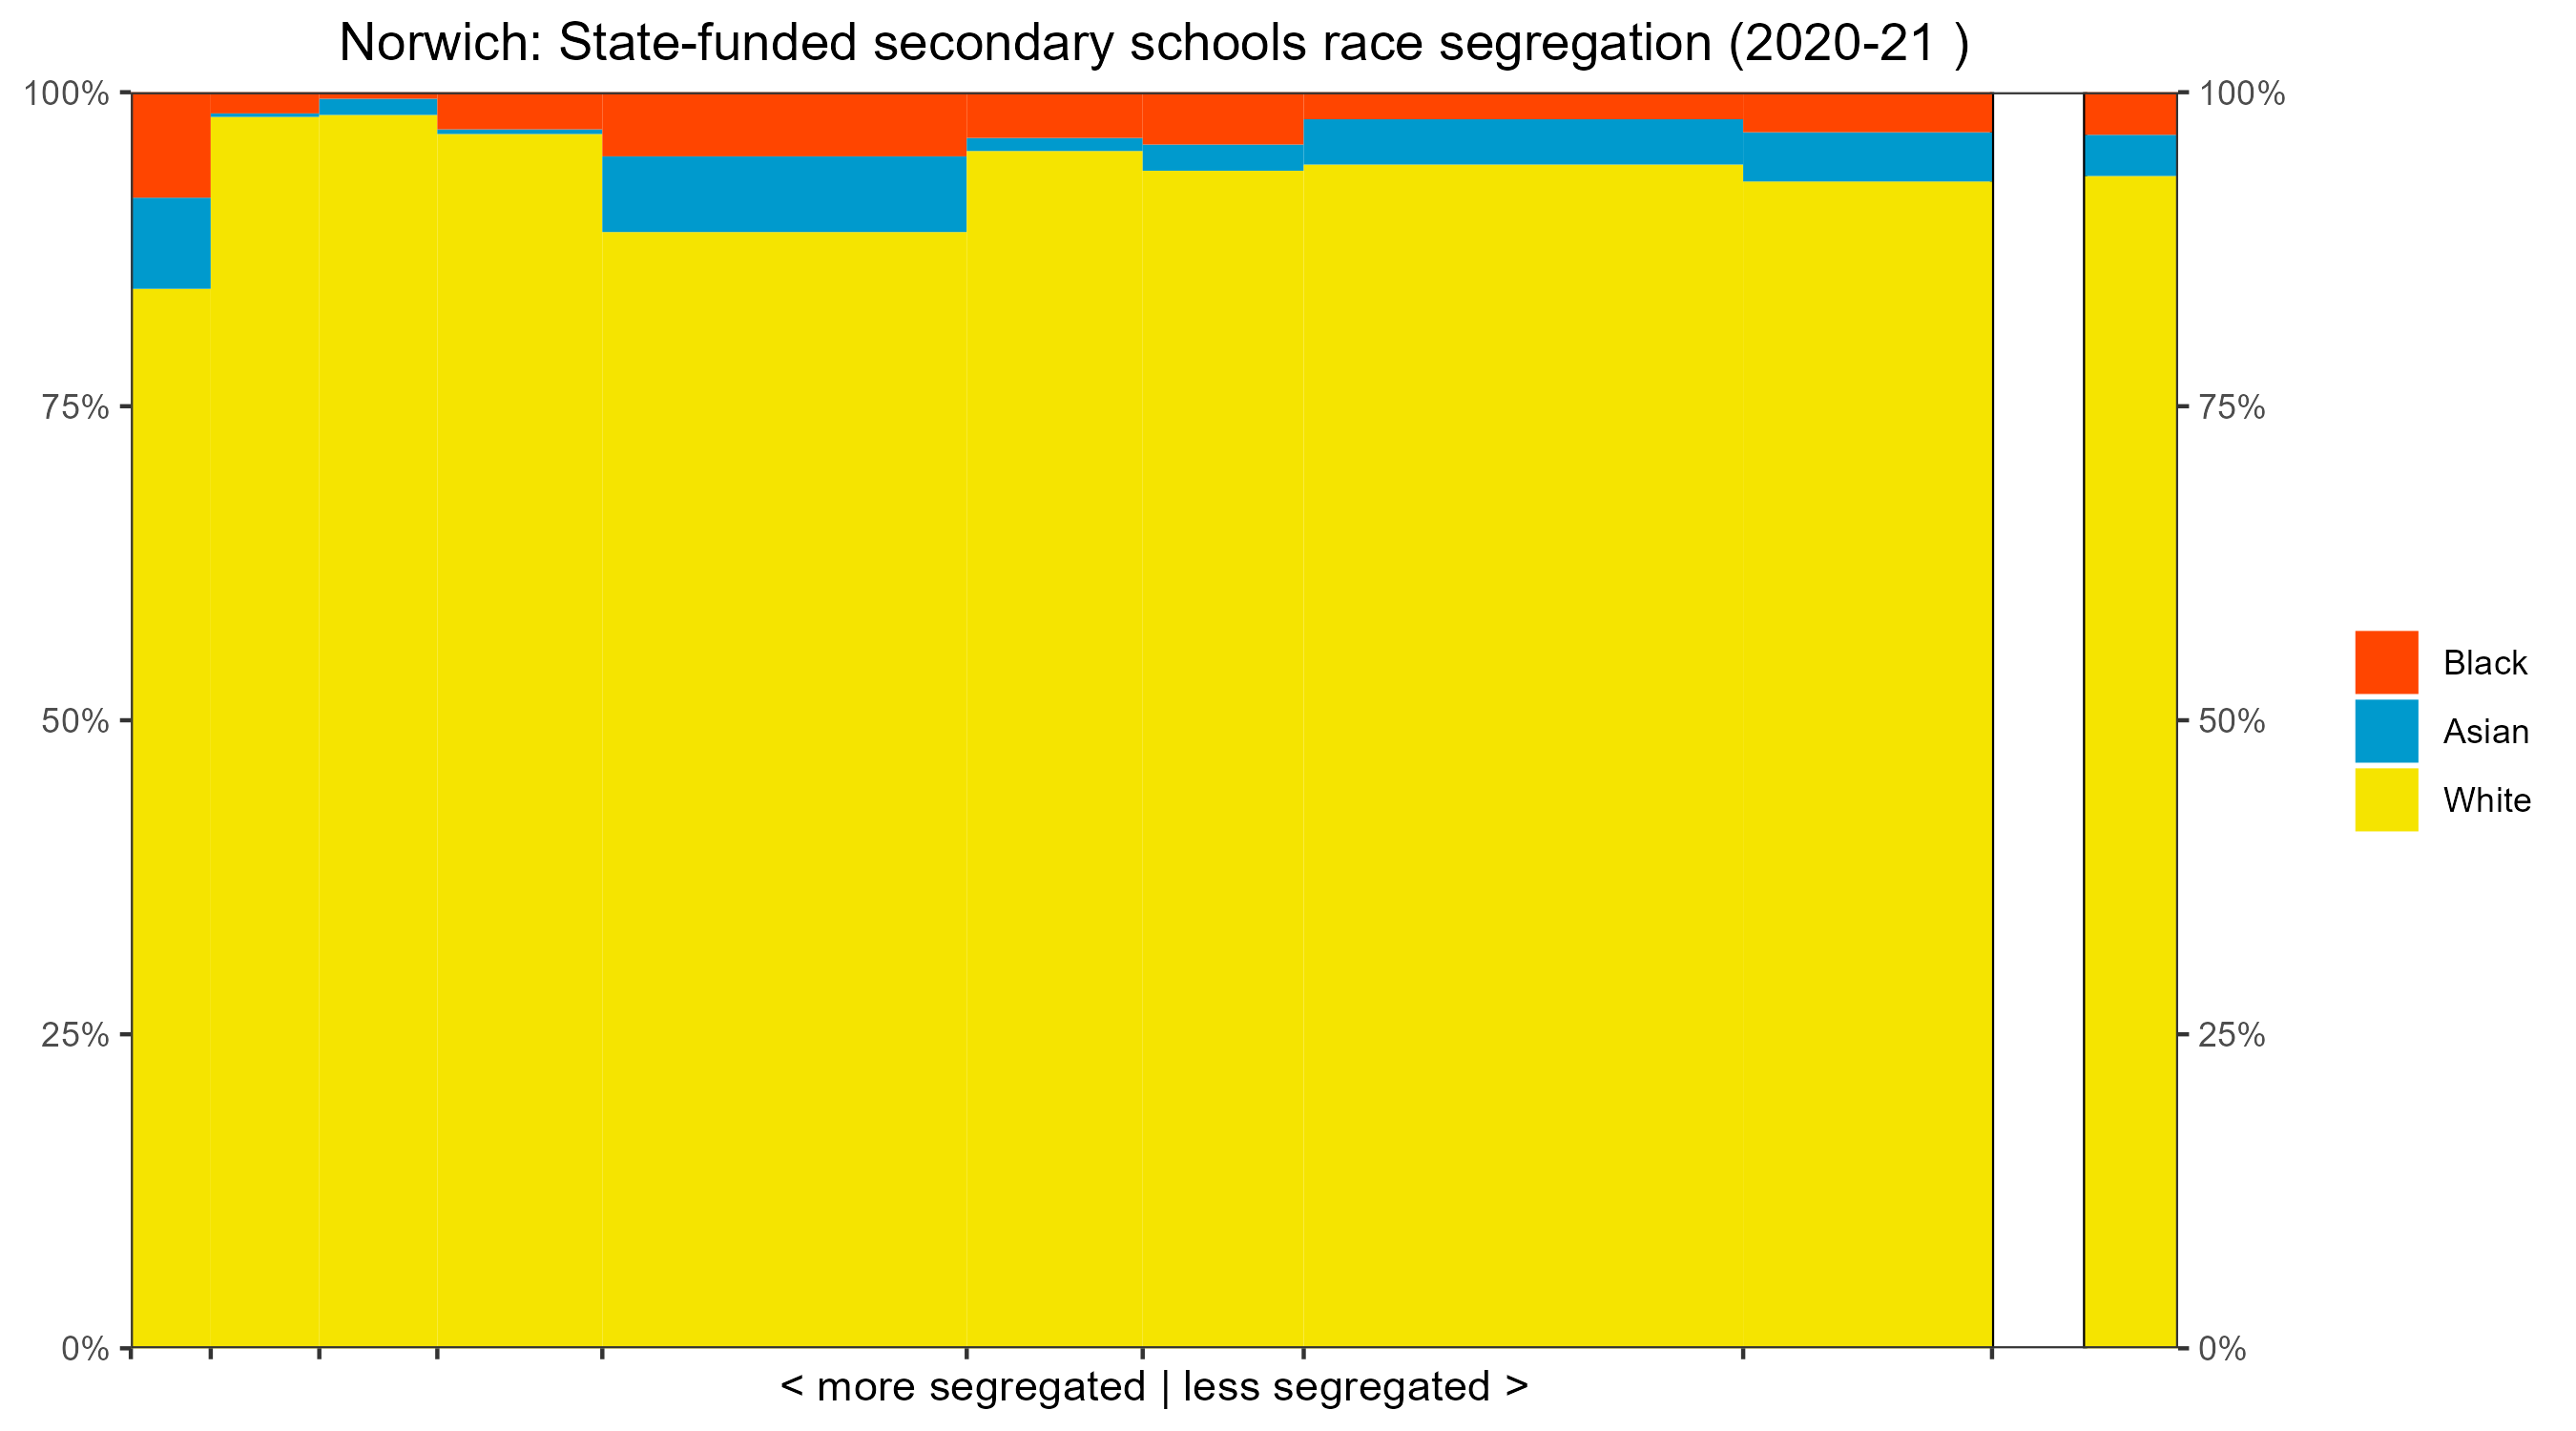 Norwich: State-funded secondary schools race segregation (2020-21 )
100%
75%
50%
25%
0%
100%
75%
50%
25%
0%
Black
Asian
White
< more segregated | less segregated >